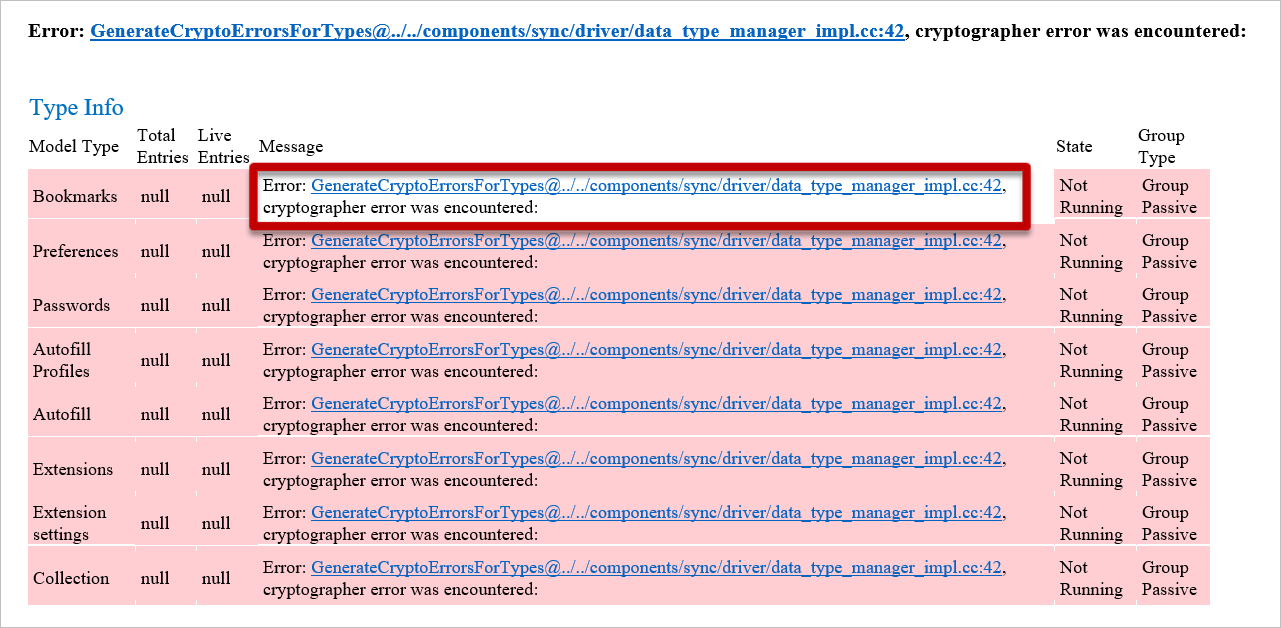 Error: GenerateCryptoErrorsForTypes@../../components/sync/driver/data_type_manager_impl.cc:42, cryptographer error was encountered:
Type Info
Model Type Total Entries Live Entries Message State Group Type
Bookmarks null null Error: GenerateCryptoErrorsForTypes@../../components/sync/driver/data_type_manager_impl.cc:42, cryptographer error was encountered: Not Running Group Passive
Preferences null null Error: GenerateCryptoErrorsForTypes@../../components/sync/driver/data_type_manager_impl.cc:42, cryptographer error was encountered: Not Running Group Passive
Passwords null null Error: GenerateCryptoErrorsForTypes@../../components/sync/driver/data_type_manager_impl.cc:42, cryptographer error was encountered: Not Running Group Passive
Autofill Profiles null null Error: GenerateCryptoErrorsForTypes@../../components/sync/driver/data_type_manager_impl.cc:42, cryptographer error was encountered: Not Running Group Passive
Autofill null null Error: GenerateCryptoErrorsForTypes@../../components/sync/driver/data_type_manager_impl.cc:42, cryptographer error was encountered: Not Running Group Passive
Extensions null null Error: GenerateCryptoErrorsForTypes@../../components/sync/driver/data_type_manager_impl.cc:42, cryptographer error was encountered: Not Running Group Passive
Extension settings null null Error: GenerateCryptoErrorsForTypes@../../components/sync/driver/data_type_manager_impl.cc:42, cryptographer error was encountered: Not Running Group Passive
Collection null null Error: GenerateCryptoErrorsForTypes@../../components/sync/driver/data_type_manager_impl.cc:42, cryptographer error was encountered: Not Running Group Passive